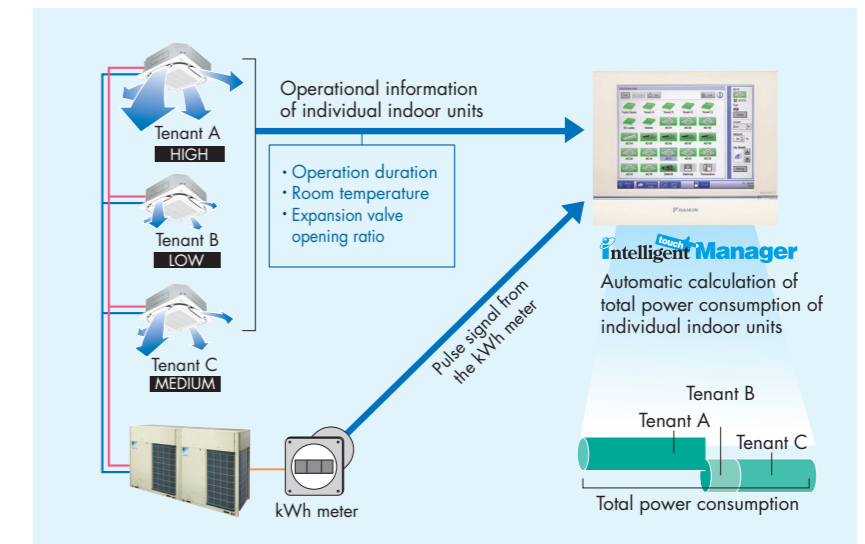 Operational information
of individual indoor units
Tenant A
HIGH
• Operation duration
• Room temperature
• Expansion valve
opening ratio
Tenant B
LOW
Tenant C
MEDIUM
Pulse signal from
the kWh meter
kWh meter
DAIKIN
intelligent touch Manager
Automatic calculation of
total power consumption of
individual indoor units
Tenant B
Tenant A
Tenant C
Total power consumption